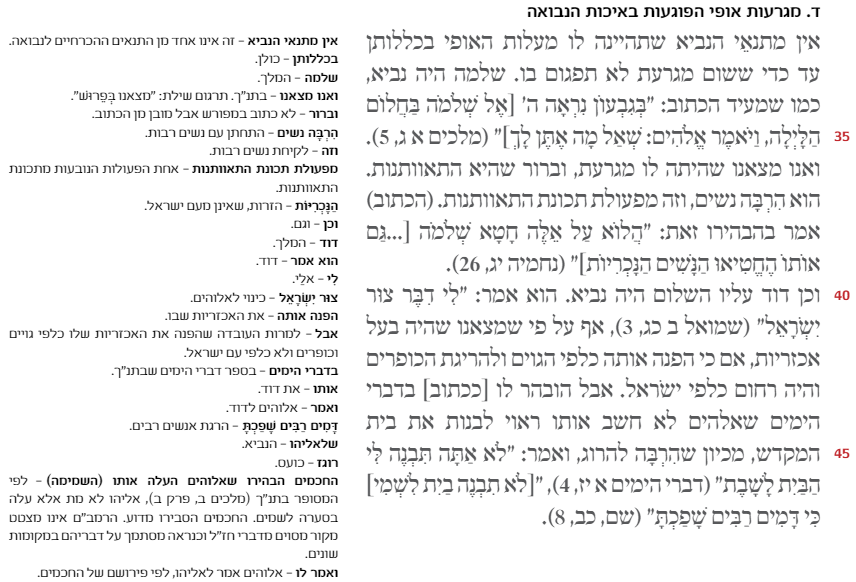 ד. מגרעות אופי הפוגעות באיכות הנבואה
אין מתנאֵי הנביא שתהיינה לו מעלות האופי בכללותן
עד כדי ששום מגרעת לא תפגום בו. שלמה היה נביא,
כמו שמעיד הכתוב: "בְּגִבְעוֹן נִרְאָה ה' [אֶל שְׁלֹמֹה בַּחֲלוֹם
35 הַלָּיְלָה, וַיֹּאמֶר אֱלֹהִים: שְׁאַל מָה אֶתֶּן לָךְ]" (מלכים א ג, 5).
ואנו מצאנו שהיתה לו מגרעת, וברור שהיא התאוותנות.
הוא הִרְבָּה נשים, וזה מפעולת תכונת התאוותנות. (הכתוב)
אמר בהבהירו זאת: "הֲלוֹא עַל אֵלֶּה חָטָא שְׁלֹמֹה [...גַּם
אוֹתוֹ הֶחֱטִיאוּ הַנָּשִׁים הַנָּכְרִיּוֹת]" (נחמיה יג, 26).
40 וכן דוד עליו השלום היה נביא. הוא אמר: "לִי דִבֶּר צוּר
יִשְׂרָאֵל" (שמואל ב כג, 3), אף על פי שמצאנו שהיה בעל
אכזריות, אם כי הפנה אותה כלפי הגוים ולהריגת הכופרים
והיה רחום כלפי ישראל. אבל הובהר לו [ככתוב] בדברי
הימים שאלהים לא חשב אותו ראוי לבנות את בית
45 המקדש, מכיון שהִרְבָּה להרוג, ואמר: "לֹא אַתָּה תִּבְנֶה לִּי
הַבַּיִת לָשָׁבֶת" (דברי הימים א יז, 4), "[לֹא תִבְנֶה בַיִת לִשְׁמִי]
כִּי דָּמִים רַבִּים שָׁפַכְתָּ" (שם, כב, 8).
אין מתנאי הנביא – זה אינו אחד מן התנאים ההכרחיים לנבואה.
בכללותן – כולן.
שלמה – המלך.
ואנו מצאנו – בתנ"ך. תרגום שילת: "מצאנו בְּפֵרוּשׁ".
וברור – לא כתוב במפורש אבל מובן מן הכתוב.
הִרְבָּה נשים – התחתן עם נשים רבות.
וזה – לקיחת נשים רבות.
מפעולת תכונת התאוותנות – אחת הפעולות הנובעות מתכונת
התאוותנות.
הַנָּכְרִיּוֹת – הזרות, שאינן מעם ישראל.
וכן – וגם.
דוד – המלך.
הוא אמר – דוד.
לִי – אלַי.
צוּר יִשְׂרָאֵל – כינוי לאלוהים.
הפנה אותה – את האכזריות שבו.
אבל – למרות העובדה שהפנה את האכזריות שלו כלפי גויים
וכופרים ולא כלפי עם ישראל.
בדברי הימים – בספר דברי הימים שבתנ"ך.
אותו – את דוד.
ואמר – אלוהים לדוד.
דָּמִים רַבִּים שָׁפַכְתָּ – הרגת אנשים רבים.
שלאליהו – הנביא.
רוגז – כועס.
החכמים הבהירו שאלוהים העלה אותו (השמימה) – לפי
המסופר בתנ"ך (מלכים ב, פרק ב), אליהו לא מת אלא עלה
בסערה לשמים. החכמים הסבירו מדוע. הרמב"ם אינו מצטט
מקור מסוים מדברי חז"ל וכנראה מסתמך על דבריהם במקומות
שונים.
ואמר לו – אלוהים אמר לאליהו, לפי פירושם של החכמים.